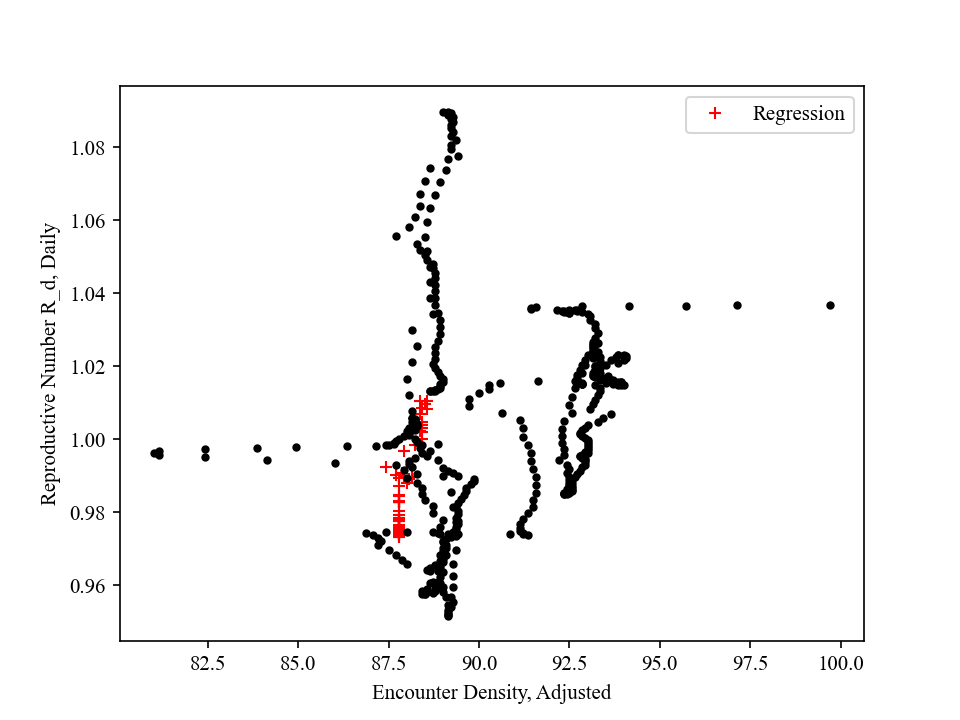 Regression
1.08
1.06
1.04
1.02
1.00
0.98
0.96
Reproductive Number R_d, Daily
82.5 85.0 87.5 90.0 92.5 95.0 97.5 100.0
Encounter Density, Adjusted